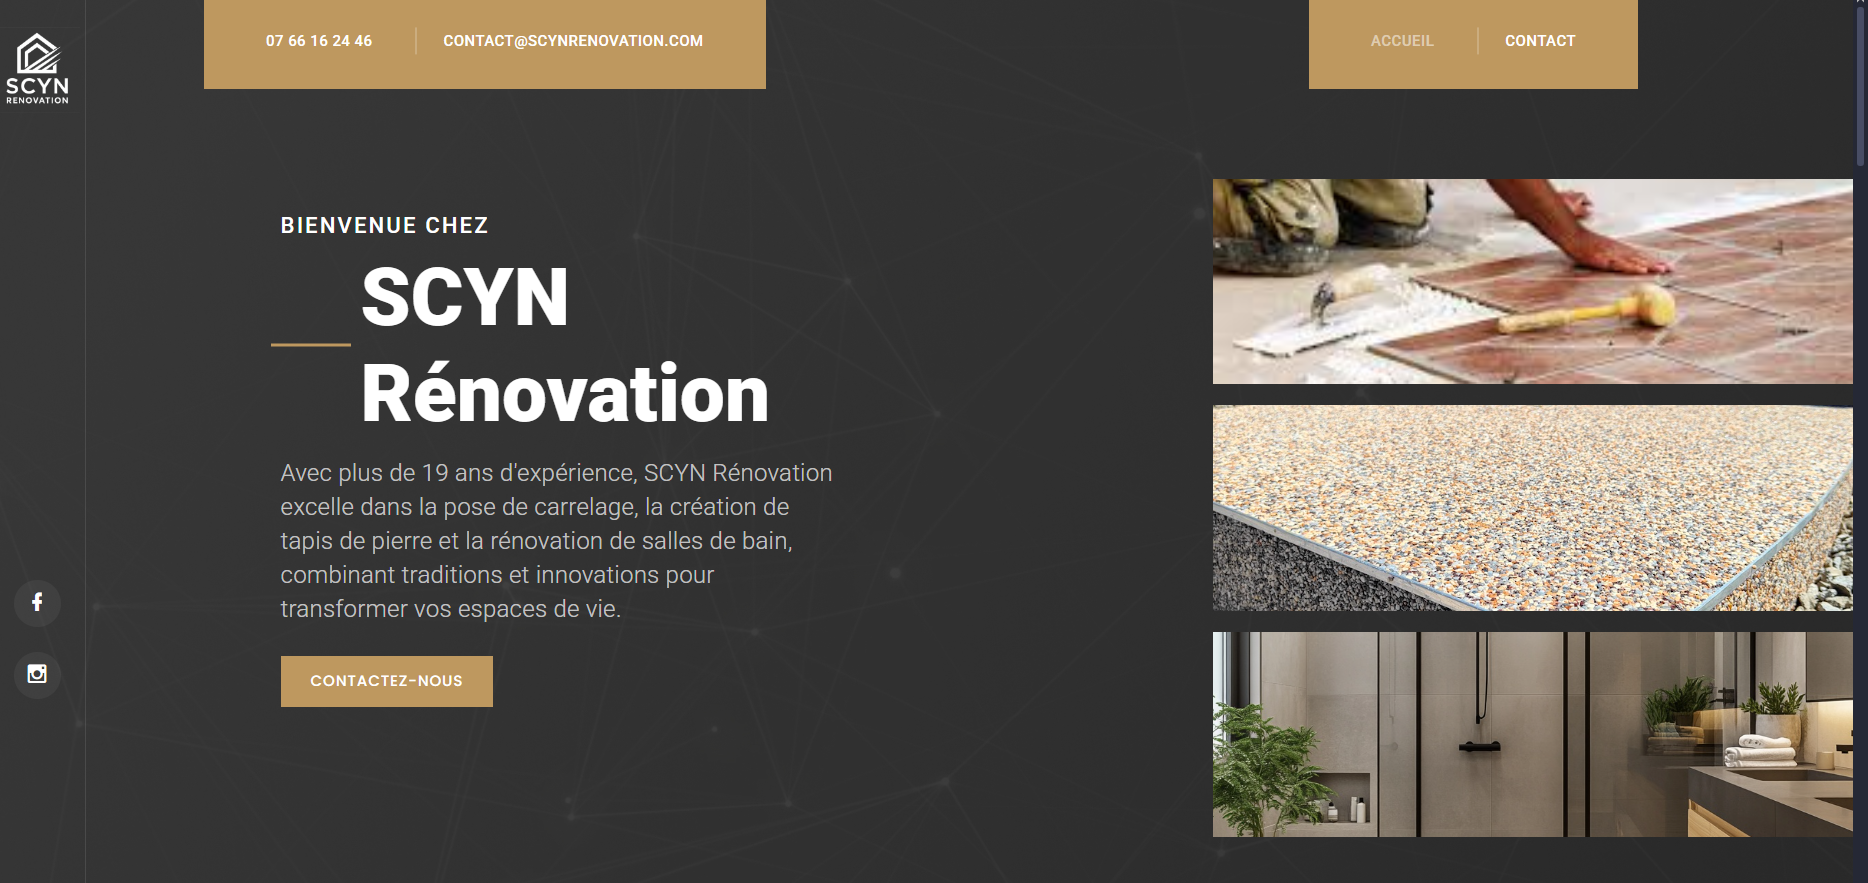 SCYN
RENOVATION
07 66 16 24 46
CONTACT@SCYNRENOVATION.COM
ACCUEIL
CONTACT
BIENVENUE CHEZ
SCYN
Rénovation
Avec plus de 19 ans d'expérience, SCYN Rénovation
excelle dans la pose de carrelage, la création de
tapis de pierre et la rénovation de salles de bain,
combinant traditions et innovations pour
transformer vos espaces de vie.
CONTACTEZ-NOUS